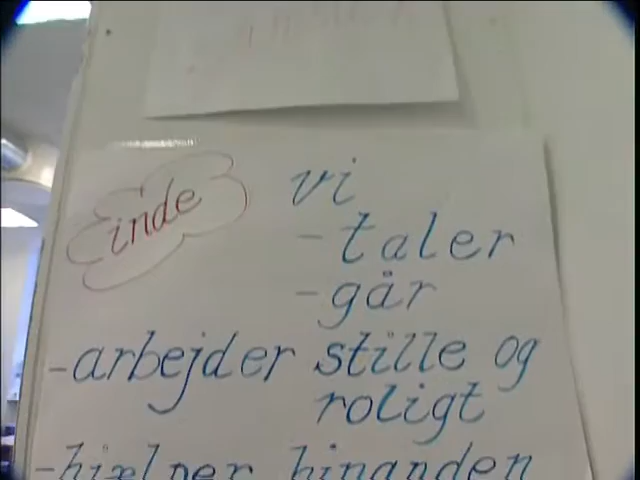 inde
vi
- taler
- går
- arbejder stille og
roligt
- hjælper hinanden